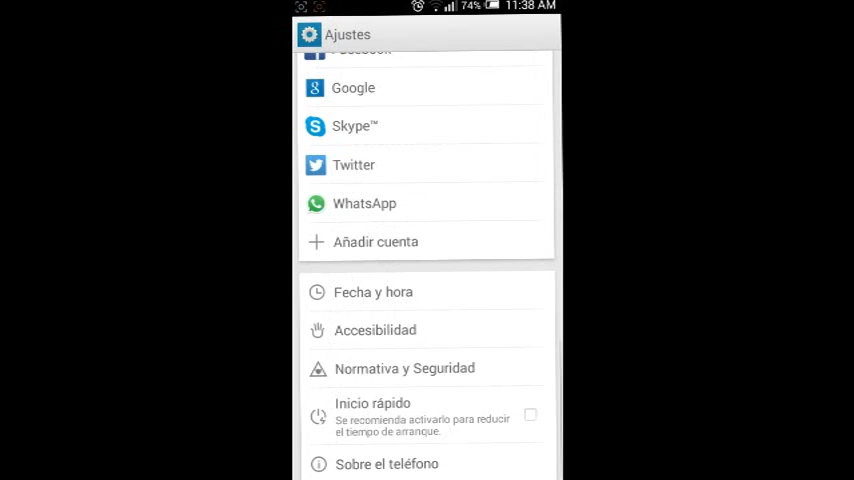 74% 11:38 AM
Ajustes
Facebook
Google
Skype™
Twitter
WhatsApp
Añadir cuenta
Fecha y hora
Accesibilidad
Normativa y Seguridad
Inicio rápido
Se recomienda activarlo para reducir
el tiempo de arranque.
Sobre el teléfono